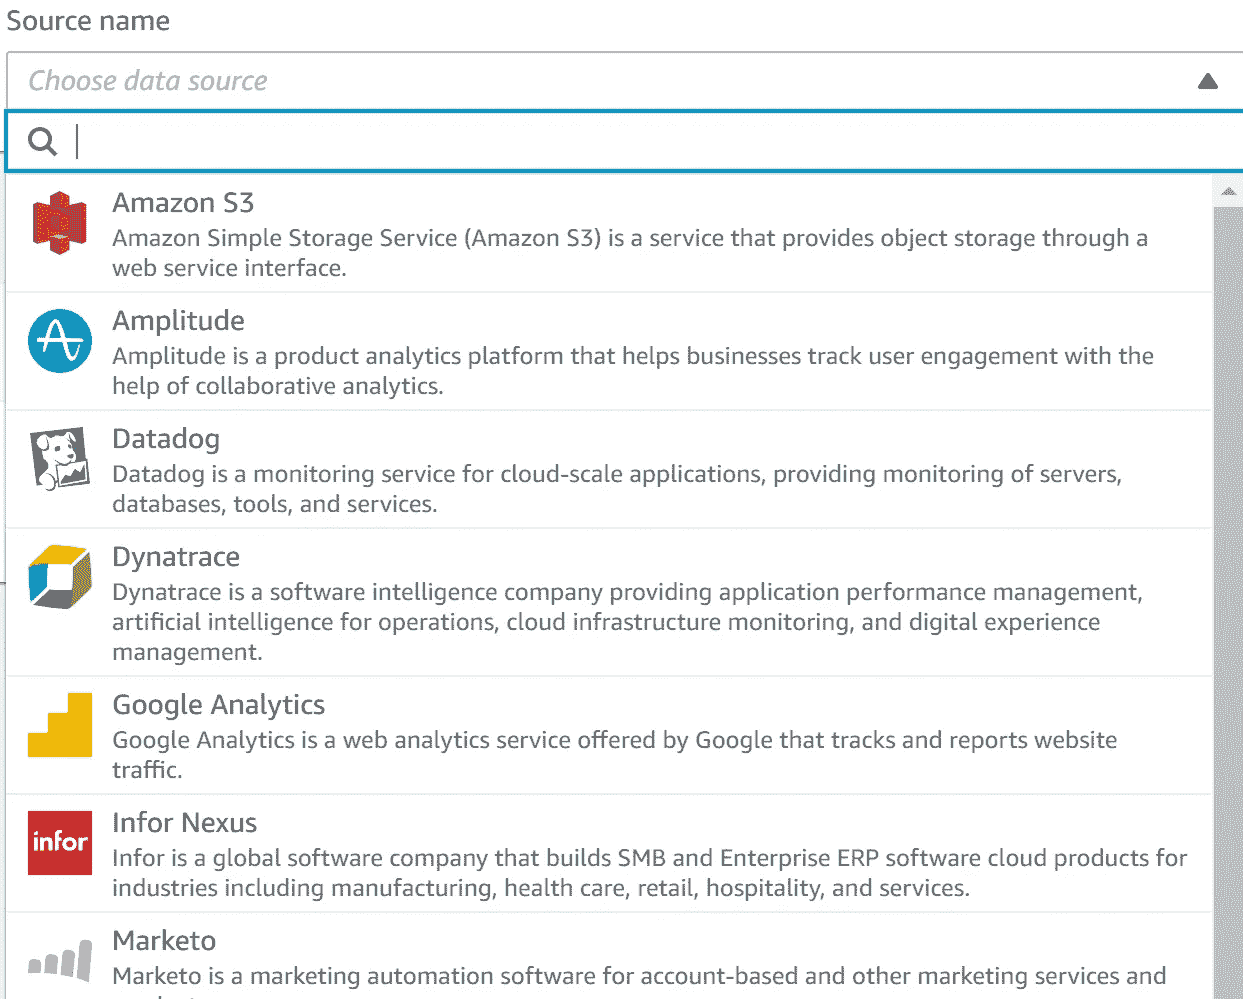 Source name
Choose data source
Amazon S3
Amazon Simple Storage Service (Amazon S3) is a service that provides object storage through a
web service interface.
Amplitude
Amplitude is a product analytics platform that helps businesses track user engagement with the
help of collaborative analytics.
Datadog
Datadog is a monitoring service for cloud-scale applications, providing monitoring of servers,
databases, tools, and services.
Dynatrace
Dynatrace is a software intelligence company providing application performance management,
artificial intelligence for operations, cloud infrastructure monitoring, and digital experience
management.
Google Analytics
Google Analytics is a web analytics service offered by Google that tracks and reports website
traffic.
infor
Infor Nexus
Infor is a global software company that builds SMB and Enterprise ERP software cloud products for
industries including manufacturing, health care, retail, hospitality, and services.
Marketo
Marketo is a marketing automation software for account-based and other marketing services and